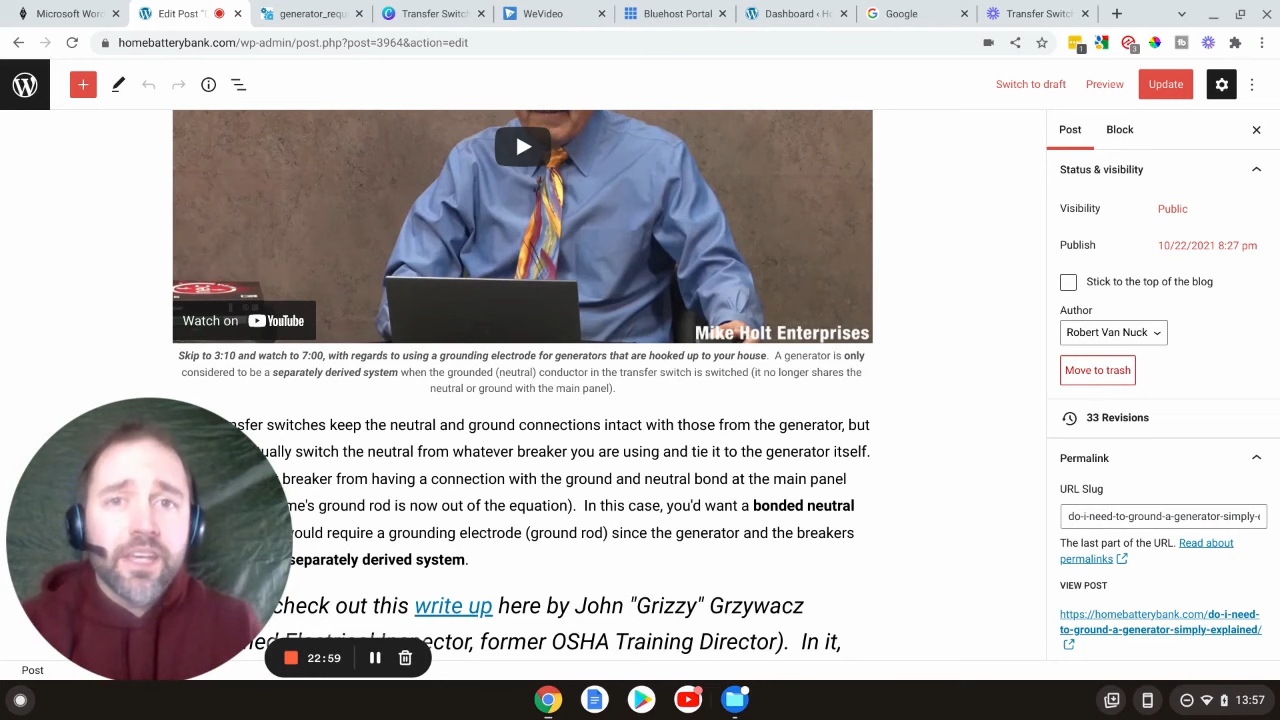 Monro
Edit Post "
generator_requ
Transfer Switc
WeVideo
Bluehost Portal
Dashboard ‹ Ho
Google
Transfer Switc
homebatterybank.com/wp-admin/post.php?post=3964&action=edit
1
3
Switch to draft
Preview
Update
Watch on YouTube
Mike Holt Enterprises
Skip to 3:10 and watch to 7:00, with regards to using a grounding electrode for generators that are hooked up to your house. A generator is only
considered to be a separately derived system when the grounded (neutral) conductor in the transfer switch is switched (it no longer shares the
neutral or ground with the main panel).
nsfer switches keep the neutral and ground connections intact with those from the generator, but
ually switch the neutral from whatever breaker you are using and tie it to the generator itself.
breaker from having a connection with the ground and neutral bond at the main panel
me's ground rod is now out of the equation). In this case, you'd want a bonded neutral
ould require a grounding electrode (ground rod) since the generator and the breakers
separately derived system.
check out this write up here by John "Grizzy" Grzywacz
ed Electrical Inspector, former OSHA Training Director). In it,
22:59
Post
Block
Status & visibility
Visibility
Public
Publish
10/22/2021 8:27 pm
Stick to the top of the blog
Author
Robert Van Nuck
Move to trash
33 Revisions
Permalink
URL Slug
do-i-need-to-ground-a-generator-simply-e
The last part of the URL. Read about
permalinks
VIEW POST
https://homebatterybank.com/do-i-need-
to-ground-a-generator-simply-explained/
Post
13:57